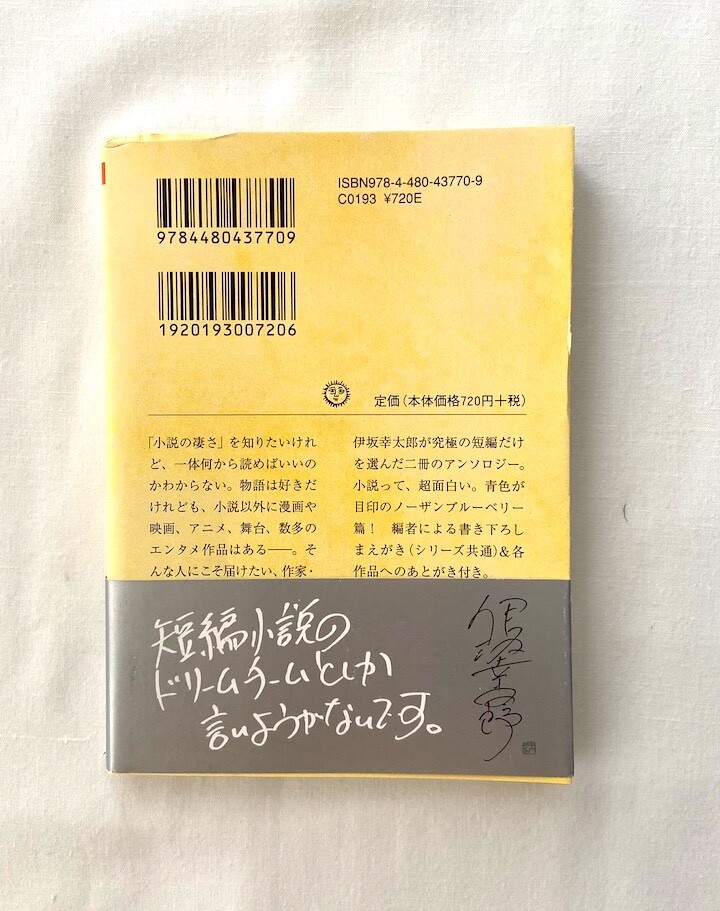 ISBN978-4-480-43770-9
C0193 ¥720E
9784480437709
1920193007206
定価(本体価格720円+税)
「小説の凄さ」を知りたいけれ
ど、一体何から読めばいいの
かわからない。物語は好きだ
けれども、小説以外に漫画や
映画、アニメ、舞台、数多の
エンタメ作品はある――。そ
んな人にこそ届けたい、作家・
伊坂幸太郎が究極の短編だけ
を選んだ二冊のアンソロジー。
小説って、超面白い。青色が
目印のノーザンブルーベリー
篇! 編者による書き下ろし
まえがき(シリーズ共通)&各
作品へのあとがき付き。
短編小説の
ドリームチームとしか
言いようがないです。
伊坂幸太郎